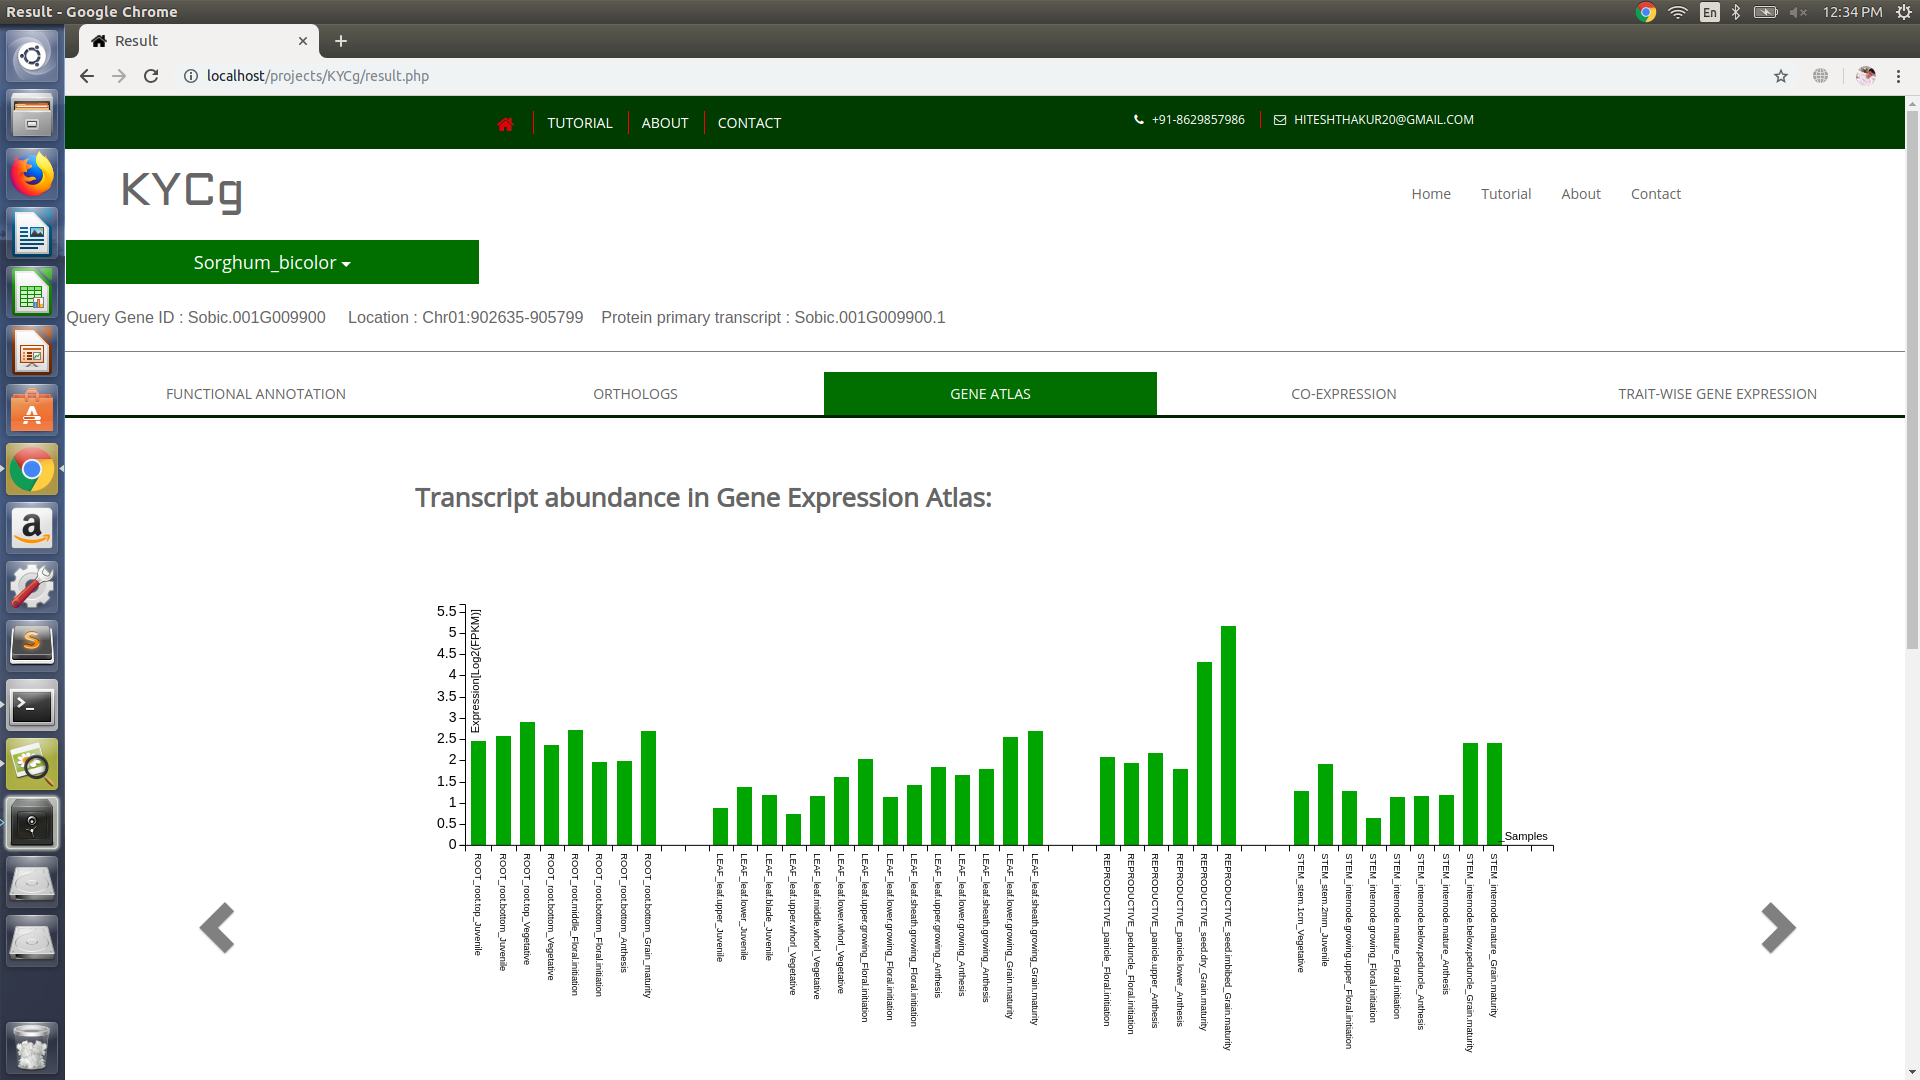 Result - Google Chrome
En
12:34 PM
Result
localhost/projects/KYCg/result.php
TUTORIAL
ABOUT
CONTACT
+91-8629857986
HITESHTHAKUR20@GMAIL.COM
KYCg
Home
Tutorial
About
Contact
Sorghum_bicolor
Query Gene ID : Sobic.001G009900 Location : Chr01:902635-905799 Protein primary transcript : Sobic.001G009900.1
FUNCTIONAL ANNOTATION
ORTHOLOGS
GENE ATLAS
CO-EXPRESSION
TRAIT-WISE GENE EXPRESSION
Transcript abundance in Gene Expression Atlas:
Expression[Log2(FPKM)]
5.5
5
4.5
4
3.5
3
2.5
2
1.5
1
0.5
0
Samples
ROOT_root.top_Juvenile
ROOT_root.bottom_Juvenile
ROOT_root.top_Vegetative
ROOT_root.bottom_Vegetative
ROOT_root.middle_Floral.initiation
ROOT_root.bottom_Floral.initiation
ROOT_root.bottom_Anthesis
ROOT_root.bottom_Grain_maturity
LEAF_leaf.upper_Juvenile
LEAF_leaf.lower_Juvenile
LEAF_leaf.blade_Juvenile
LEAF_leaf.upper.whorl_Vegetative
LEAF_leaf.middle.whorl_Vegetative
LEAF_leaf.lower.whorl_Vegetative
LEAF_leaf.upper.growing_Floral.initiation
LEAF_leaf.lower.growing_Floral.initiation
LEAF_leaf.sheath.growing_Floral.initiation
LEAF_leaf.upper.growing_Anthesis
LEAF_leaf.lower.growing_Anthesis
LEAF_leaf.sheath.growing_Anthesis
LEAF_leaf.lower.growing_Grain.maturity
LEAF_leaf.sheath.growing_Grain.maturity
REPRODUCTIVE_panicle_Floral.initiation
REPRODUCTIVE_peduncle_Floral.initiation
REPRODUCTIVE_panicle.upper_Anthesis
REPRODUCTIVE_panicle.lower_Anthesis
REPRODUCTIVE_seed.dry_Grain.maturity
REPRODUCTIVE_seed.imbibed_Grain.maturity
STEM_stem.1cm_Vegetative
STEM_stem.2mm_Juvenile
STEM_internode.growing.upper_Floral.initiation
STEM_internode.growing_Floral.initiation
STEM_internode.mature_Floral.initiation
STEM_internode.below.peduncle_Anthesis
STEM_internode.mature_Anthesis
STEM_internode.below.peduncle_Grain.maturity
STEM_internode.mature_Grain.maturity